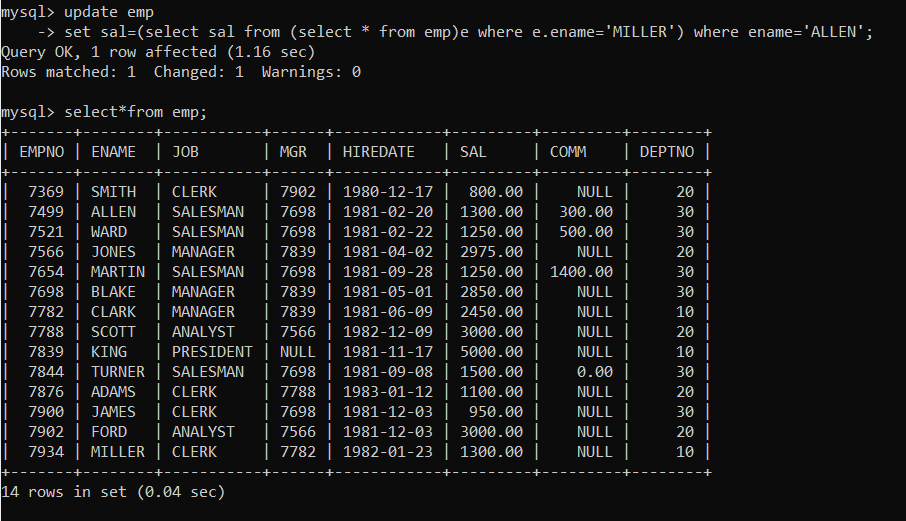 mysql> update emp
    -> set sal=(select sal from (select * from emp)e where e.ename='MILLER') where ename='ALLEN';
Query OK, 1 row affected (1.16 sec)
Rows matched: 1  Changed: 1  Warnings: 0

mysql> select*from emp;
+-------+--------+-----------+------+------------+---------+---------+--------+
| EMPNO | ENAME  | JOB       | MGR  | HIREDATE   | SAL     | COMM    | DEPTNO |
+-------+--------+-----------+------+------------+---------+---------+--------+
|  7369 | SMITH  | CLERK     | 7902 | 1980-12-17 |  800.00 |    NULL |     20 |
|  7499 | ALLEN  | SALESMAN  | 7698 | 1981-02-20 | 1300.00 |  300.00 |     30 |
|  7521 | WARD   | SALESMAN  | 7698 | 1981-02-22 | 1250.00 |  500.00 |     30 |
|  7566 | JONES  | MANAGER   | 7839 | 1981-04-02 | 2975.00 |    NULL |     20 |
|  7654 | MARTIN | SALESMAN  | 7698 | 1981-09-28 | 1250.00 | 1400.00 |     30 |
|  7698 | BLAKE  | MANAGER   | 7839 | 1981-05-01 | 2850.00 |    NULL |     30 |
|  7782 | CLARK  | MANAGER   | 7839 | 1981-06-09 | 2450.00 |    NULL |     10 |
|  7788 | SCOTT  | ANALYST   | 7566 | 1982-12-09 | 3000.00 |    NULL |     20 |
|  7839 | KING   | PRESIDENT | NULL | 1981-11-17 | 5000.00 |    NULL |     10 |
|  7844 | TURNER | SALESMAN  | 7698 | 1981-09-08 | 1500.00 |    0.00 |     30 |
|  7876 | ADAMS  | CLERK     | 7788 | 1983-01-12 | 1100.00 |    NULL |     20 |
|  7900 | JAMES  | CLERK     | 7698 | 1981-12-03 |  950.00 |    NULL |     30 |
|  7902 | FORD   | ANALYST   | 7566 | 1981-12-03 | 3000.00 |    NULL |     20 |
|  7934 | MILLER | CLERK     | 7782 | 1982-01-23 | 1300.00 |    NULL |     10 |
+-------+--------+-----------+------+------------+---------+---------+--------+
14 rows in set (0.04 sec)